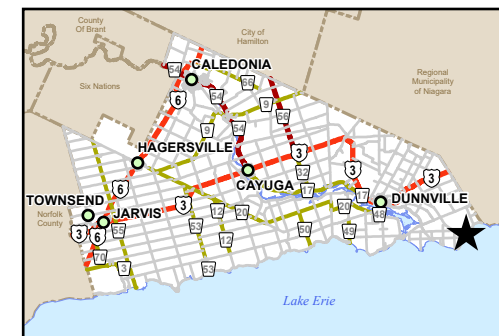 County
Of Brant
City of
Hamilton
Six Nations
Regional
Municipality
of Niagara
Norfolk
County
CALEDONIA
HAGERSVILLE
CAYUGA
TOWNSEND
JARVIS
DUNNVILLE
Lake Erie
54
6
54
66
9
56
9
54
6
3
32
3
3
17
17
6
3
12
20
20
48
3
6
55
53
12
50
49
70
3
53